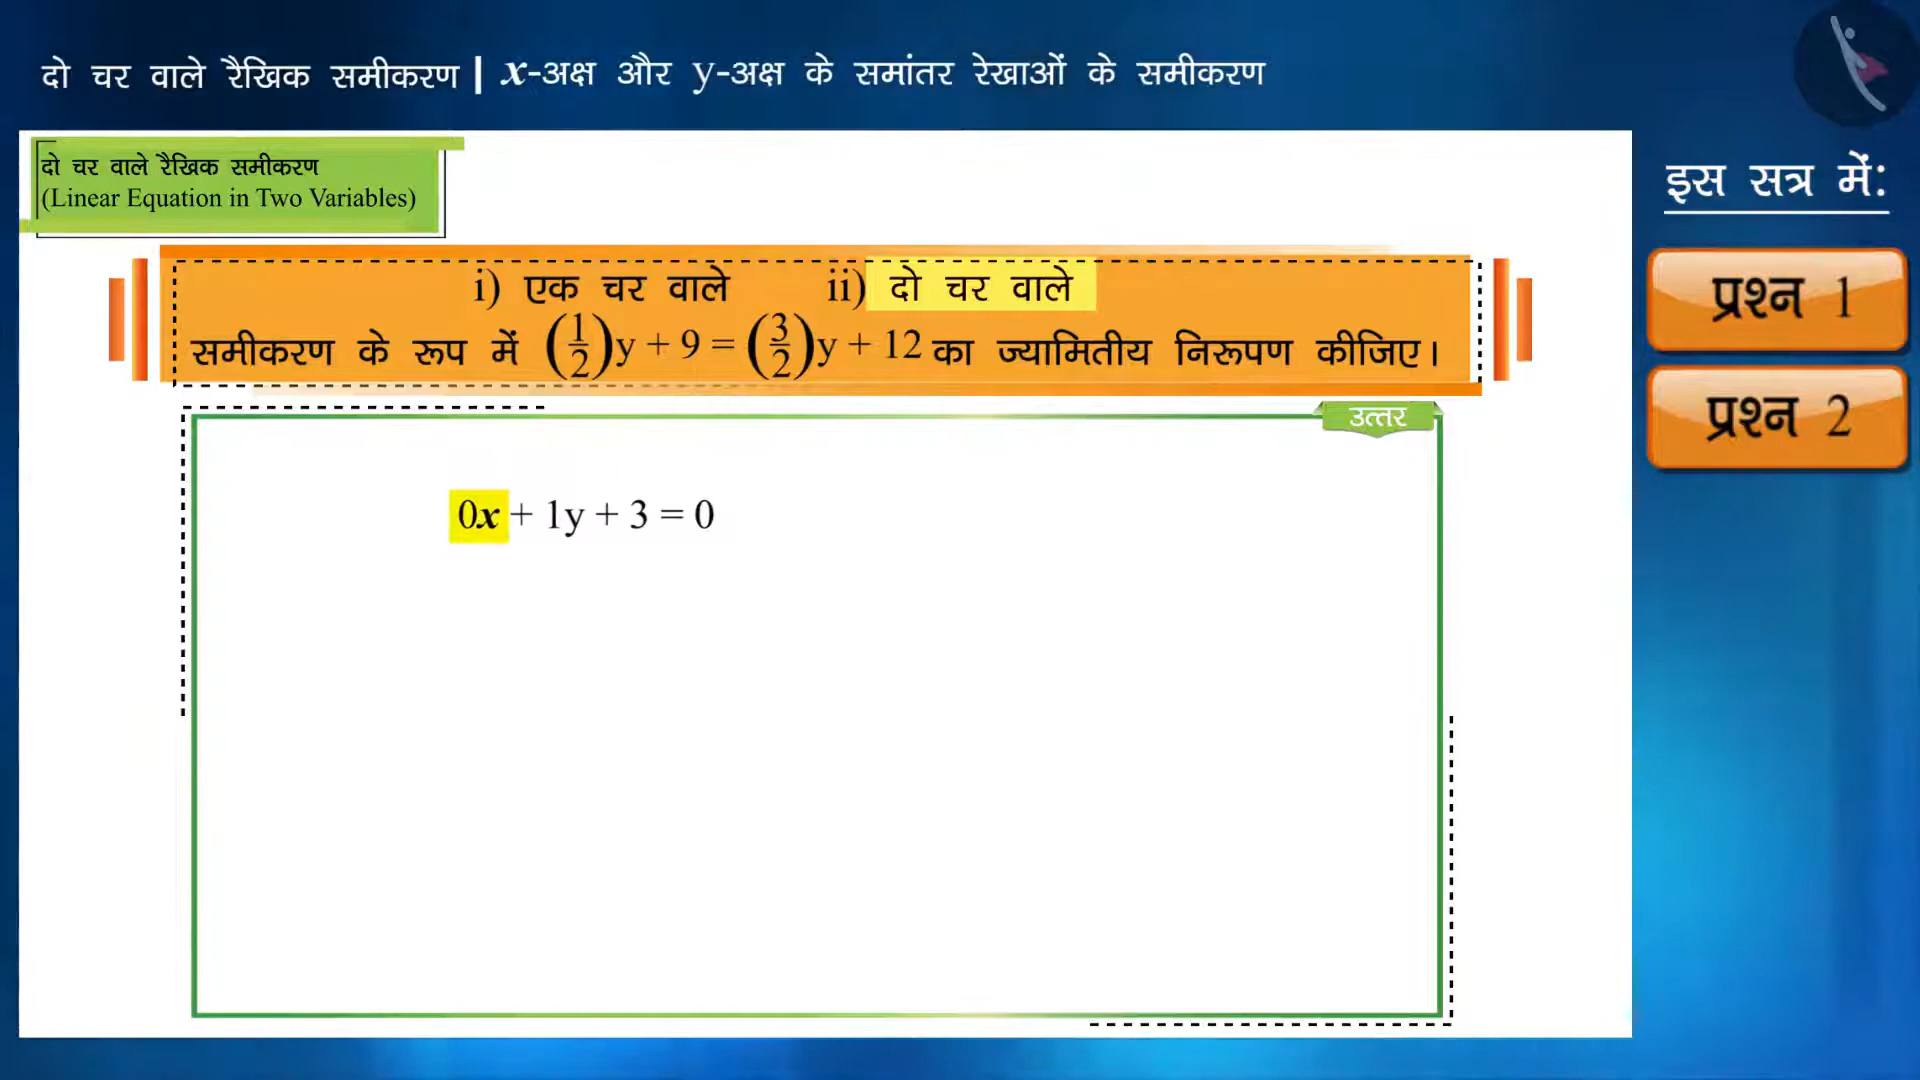 दो चर वाले रैखिक समीकरण | x-अक्ष और y-अक्ष के समांतर रेखाओं के समीकरण
दो चर वाले रैखिक समीकरण
(Linear Equation in Two Variables)
इस सत्र में:
प्रश्न 1
प्रश्न 2
i) एक चर वाले ii) दो चर वाले
समीकरण के रूप में (1/2)y + 9 = (3/2)y + 12 का ज्यामितीय निरूपण कीजिए।
उत्तर
0x + 1y + 3 = 0